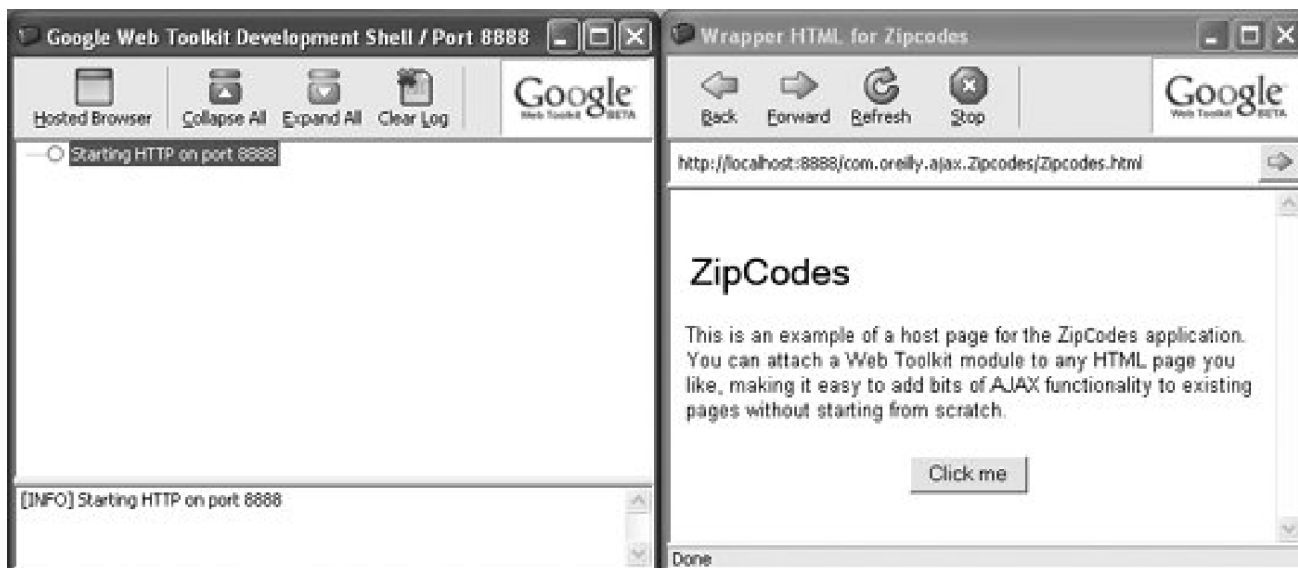 Google Web Toolkit Development Shell / Port 8888
Hosted Browser
Collapse All
Expand All
Clear Log
Google
Web Toolkit BETA
Starting HTTP on port 8888
[INFO] Starting HTTP on port 8888
Wrapper HTML for Zipcodes
Back
Forward
Refresh
Stop
Google
Web Toolkit BETA
http://localhost:8888/com.oreilly.ajax.Zipcodes/Zipcodes.html
ZipCodes
This is an example of a host page for the ZipCodes application.
You can attach a Web Toolkit module to any HTML page you
like, making it easy to add bits of AJAX functionality to existing
pages without starting from scratch.
Click me
Done